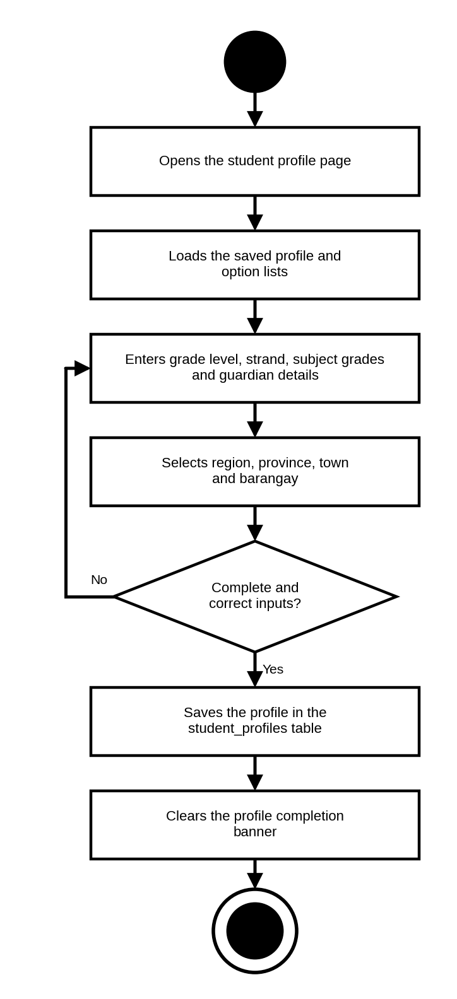 Opens the student profile page
Loads the saved profile and
option lists
Enters grade level, strand, subject grades
and guardian details
Selects region, province, town
and barangay
No
Complete and
correct inputs?
Yes
Saves the profile in the
student_profiles table
Clears the profile completion
banner